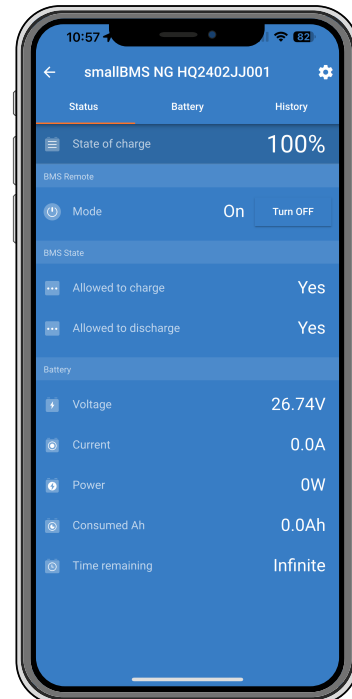 10:57 82
smallBMS NG HQ2402JJ001
Status Battery History
State of charge 100%
BMS Remote
Mode On Turn OFF
BMS State
Allowed to charge Yes
Allowed to discharge Yes
Battery
Voltage 26.74V
Current 0.0A
Power 0W
Consumed Ah 0.0Ah
Time remaining Infinite